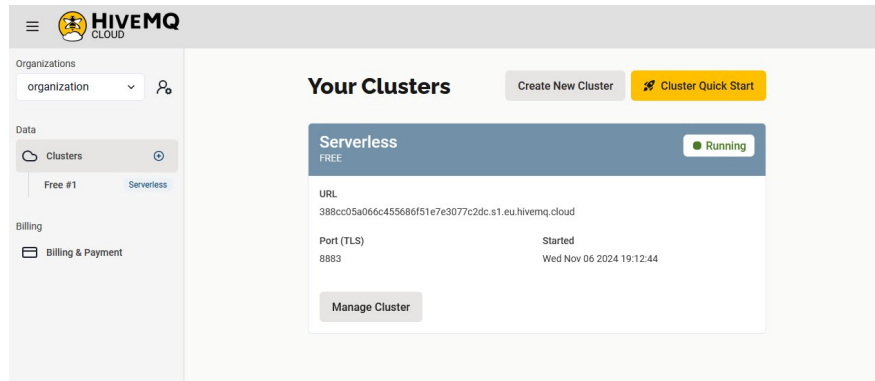 HIVEMQ
CLOUD
Organizations
organization
Data
Clusters
Free #1 Serverless
Billing
Billing & Payment
Your Clusters
Create New Cluster
Cluster Quick Start
Serverless
FREE
Running
URL
388cc05a066c455686f51e7e3077c2dc.s1.eu.hivemq.cloud
Port (TLS) Started
8883 Wed Nov 06 2024 19:12:44
Manage Cluster